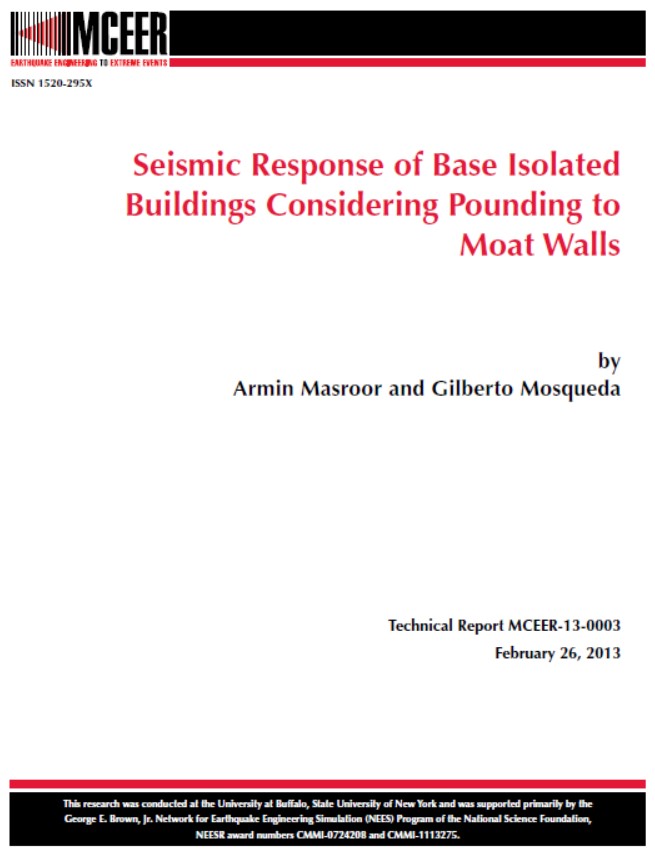 MCEER
EARTHQUAKE ENGINEERING TO EXTREME EVENTS
ISSN 1520-295X
Seismic Response of Base Isolated
Buildings Considering Pounding to
Moat Walls
by
Armin Masroor and Gilberto Mosqueda
Technical Report MCEER-13-0003
February 26, 2013
This research was conducted at the University at Buffalo, State University of New York and was supported primarily by the
George E. Brown, Jr. Network for Earthquake Engineering Simulation (NEES) Program of the National Science Foundation,
NEESR award numbers CMMI-0724208 and CMMI-1113275.